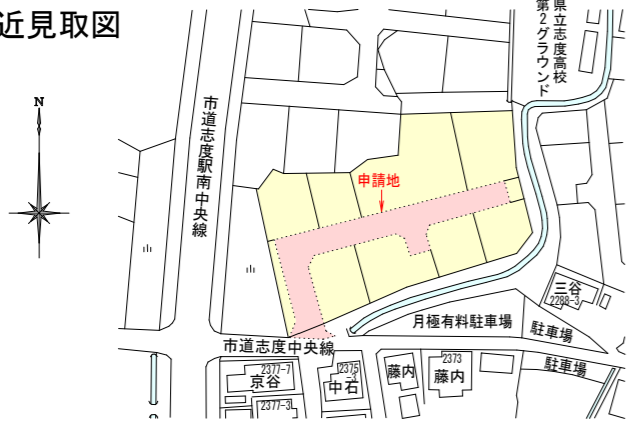 近見取図
県立志度高校
第2グラウンド
N
市道志度駅南中央線
申請地
三谷
2288-3
月極有料駐車場
駐車場
市道志度中央線
2377-7
京谷
2375
-3
中石
藤内
2373
藤内
駐車場
2377-3